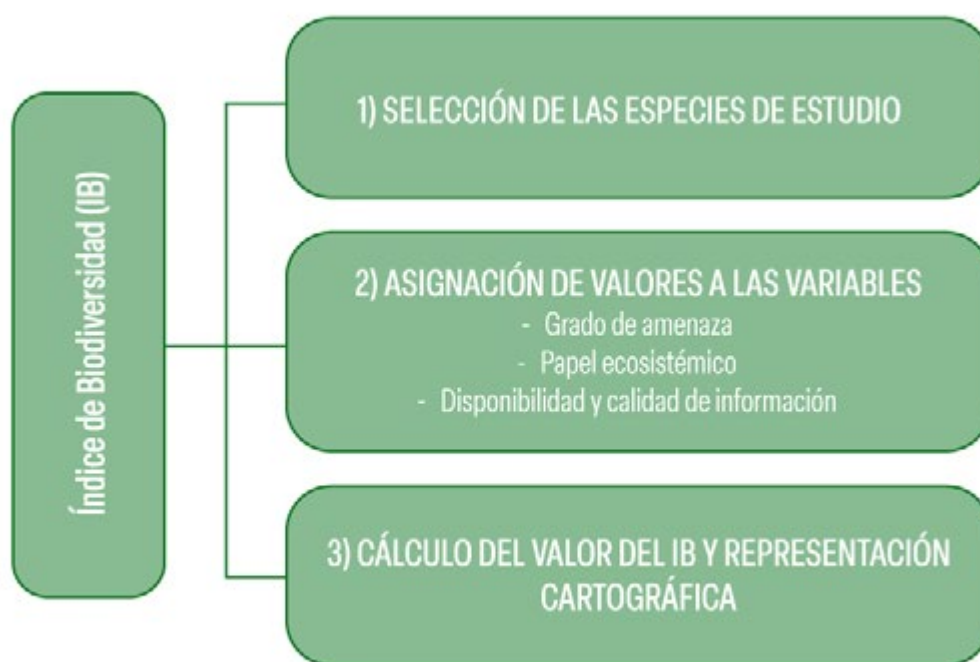 Índice de Biodiversidad (IB)
1) SELECCIÓN DE LAS ESPECIES DE ESTUDIO
2) ASIGNACIÓN DE VALORES A LAS VARIABLES
- Grado de amenaza
- Papel ecosistémico
- Disponibilidad y calidad de información
3) CÁLCULO DEL VALOR DEL IB Y REPRESENTACIÓN
CARTOGRÁFICA